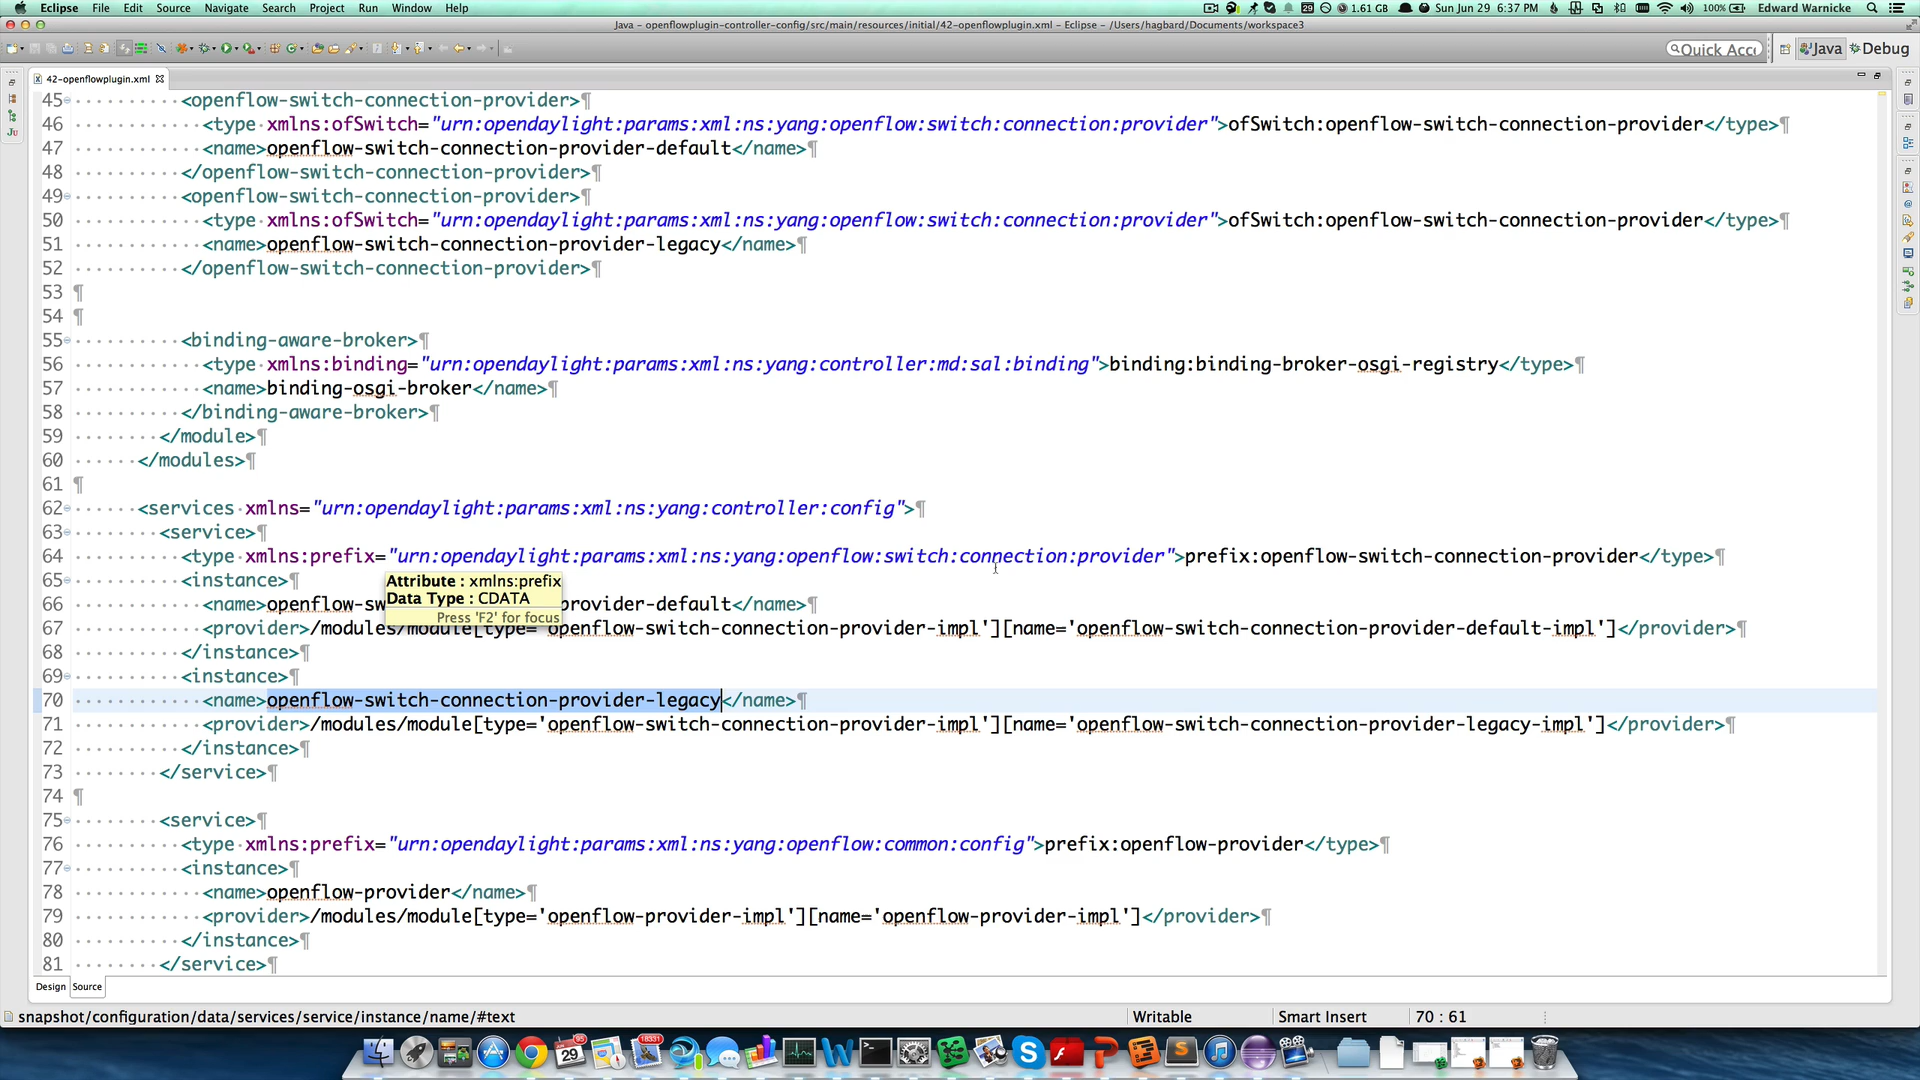 Eclipse File Edit Source Navigate Search Project Run Window Help 1.61 GB Sun Jun 29 6:37 PM 100% Edward Warnicke
Java - openflowplugin-controller-config/src/main/resources/initial/42-openflowplugin.xml - Eclipse - /Users/hagbard/Documents/workspace3
Quick Acc Java Debug
42-openflowplugin.xml
45 <openflow-switch-connection-provider>¶
46 <type xmlns:ofSwitch="urn:opendaylight:params:xml:ns:yang:openflow:switch:connection:provider">ofSwitch:openflow-switch-connection-provider</type>¶
47 <name>openflow-switch-connection-provider-default</name>¶
48 </openflow-switch-connection-provider>¶
49 <openflow-switch-connection-provider>¶
50 <type xmlns:ofSwitch="urn:opendaylight:params:xml:ns:yang:openflow:switch:connection:provider">ofSwitch:openflow-switch-connection-provider</type>¶
51 <name>openflow-switch-connection-provider-legacy</name>¶
52 </openflow-switch-connection-provider>¶
53 ¶
54 ¶
55 <binding-aware-broker>¶
56 <type xmlns:binding="urn:opendaylight:params:xml:ns:yang:controller:md:sal:binding">binding:binding-broker-osgi-registry</type>¶
57 <name>binding-osgi-broker</name>¶
58 </binding-aware-broker>¶
59 </module>¶
60 </modules>¶
61 ¶
62 <services xmlns="urn:opendaylight:params:xml:ns:yang:controller:config">¶
63 <service>¶
64 <type xmlns:prefix="urn:opendaylight:params:xml:ns:yang:openflow:switch:connection:provider">prefix:openflow-switch-connection-provider</type>¶
65 <instance>¶
Attribute : xmlns:prefix
Data Type : CDATA
Press 'F2' for focus
66 <name>openflow-sw provider-default</name>¶
67 <provider>/modules/module[type='openflow-switch-connection-provider-impl'][name='openflow-switch-connection-provider-default-impl']</provider>¶
68 </instance>¶
69 <instance>¶
70 <name>openflow-switch-connection-provider-legacy</name>¶
71 <provider>/modules/module[type='openflow-switch-connection-provider-impl'][name='openflow-switch-connection-provider-legacy-impl']</provider>¶
72 </instance>¶
73 </service>¶
74 ¶
75 <service>¶
76 <type xmlns:prefix="urn:opendaylight:params:xml:ns:yang:openflow:common:config">prefix:openflow-provider</type>¶
77 <instance>¶
78 <name>openflow-provider</name>¶
79 <provider>/modules/module[type='openflow-provider-impl'][name='openflow-provider-impl']</provider>¶
80 </instance>¶
81 </service>¶
Design Source
snapshot/configuration/data/services/service/instance/name/#text Writable Smart Insert 70 : 61